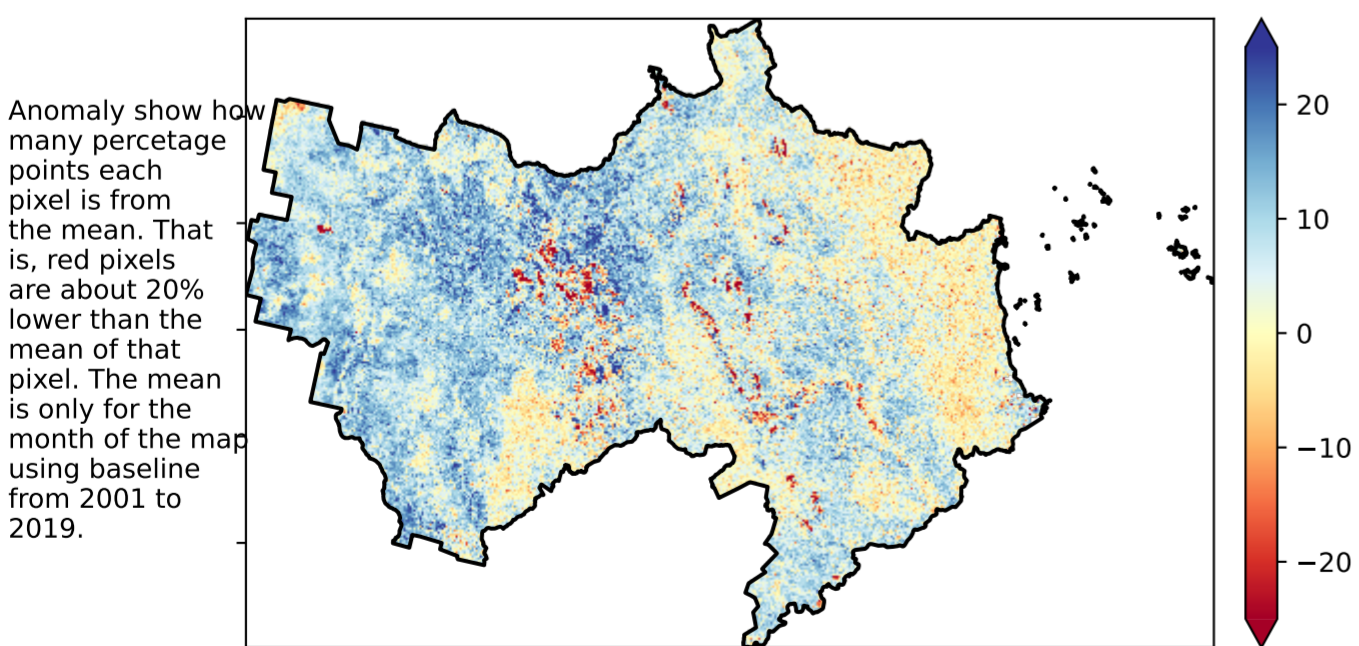 Anomaly show how
many percetage
points each
pixel is from
the mean. That
is, red pixels
are about 20%
lower than the
mean of that
pixel. The mean
is only for the
month of the map
using baseline
from 2001 to
2019.
20
10
0
−10
−20